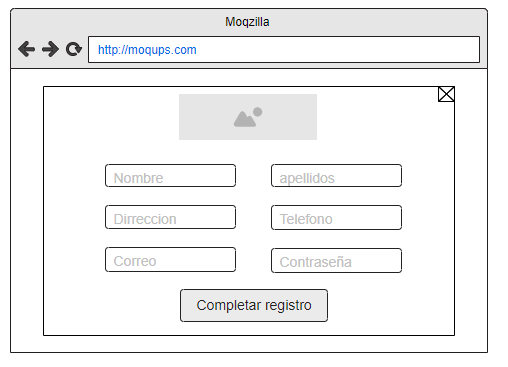 Moqzilla
http://moqups.com
Nombre
apellidos
Dirreccion
Telefono
Correo
Contraseña
Completar registro